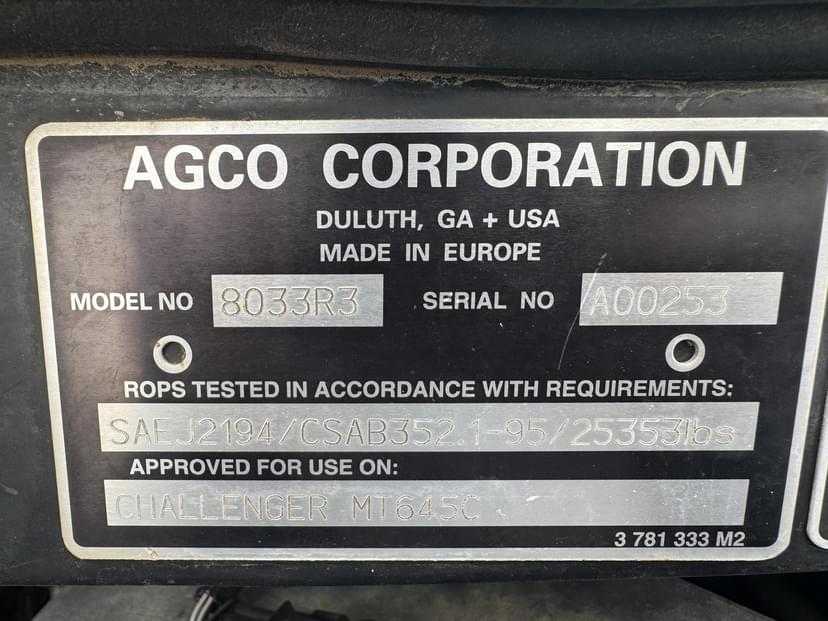 AGCO CORPORATION
DULUTH, GA + USA
MADE IN EUROPE
MODEL NO 8033R3 SERIAL NO A00253
ROPS TESTED IN ACCORDANCE WITH REQUIREMENTS:
SAEJ2194/CSAB352.1-95/25353lbs
APPROVED FOR USE ON:
CHALLENGER MT645C
3 781 333 M2